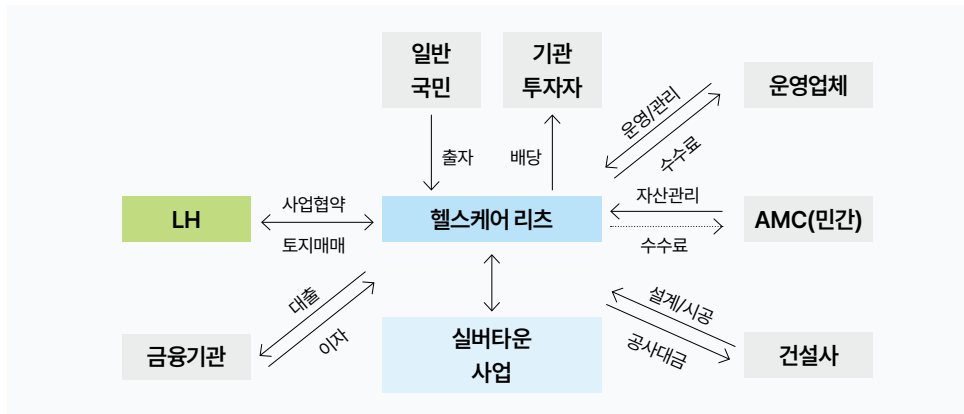 일반
국민
기관
투자자
운영업체
운영/관리
수수료
출자
배당
LH
사업협약
토지매매
헬스케어 리츠
자산관리
수수료
AMC(민간)
대출
이자
금융기관
실버타운
사업
설계/시공
공사대금
건설사